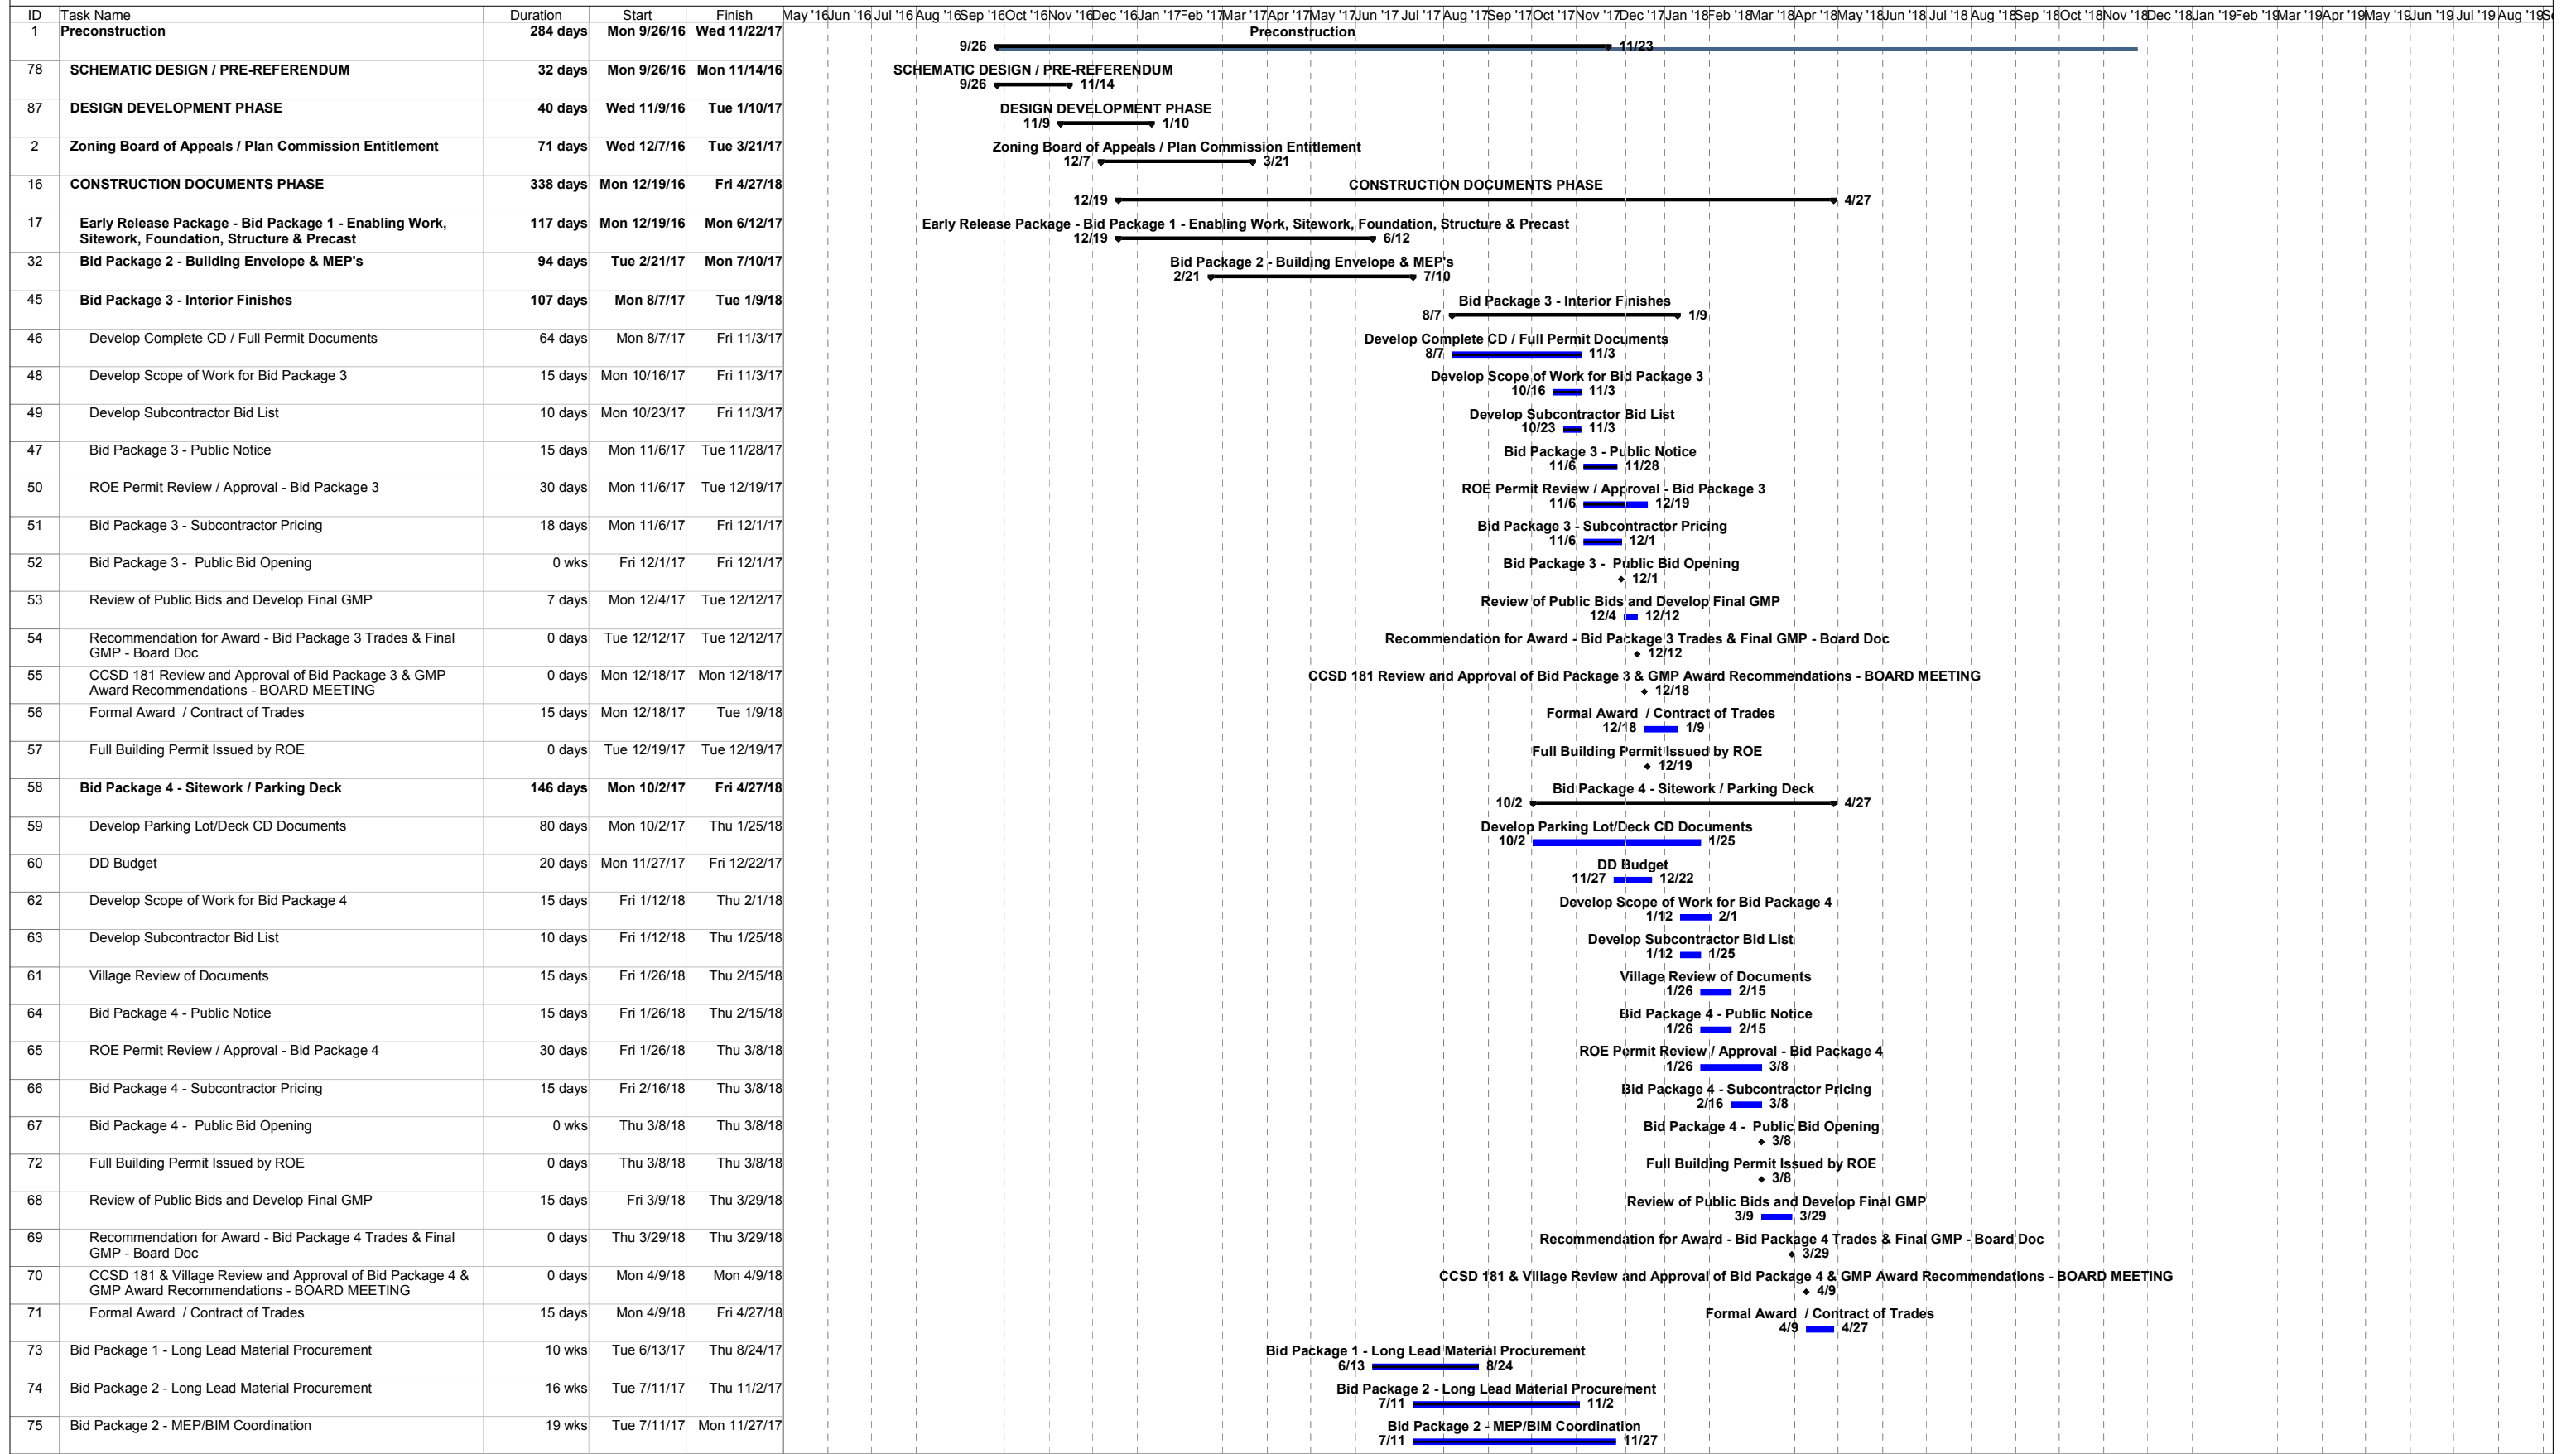 ID Task Name Duration Start Finish May '16 Jun '16 Jul '16 Aug '16 Sep '16 Oct '16 Nov '16 Dec '16 Jan '17 Feb '17 Mar '17 Apr '17 May '17 Jun '17 Jul '17 Aug '17 Sep '17 Oct '17 Nov '17 Dec '17 Jan '18 Feb '18 Mar '18 Apr '18 May '18 Jun '18 Jul '18 Aug '18 Sep '18 Oct '18 Nov '18 Dec '18 Jan '19 Feb '19 Mar '19 Apr '19 May '19 Jun '19 Jul '19 Aug '19
1 Preconstruction 284 days Mon 9/26/16 Wed 11/22/17 Preconstruction
9/26 11/23
78 SCHEMATIC DESIGN / PRE-REFERENDUM 32 days Mon 9/26/16 Mon 11/14/16 SCHEMATIC DESIGN / PRE-REFERENDUM
9/26 11/14
87 DESIGN DEVELOPMENT PHASE 40 days Wed 11/9/16 Tue 1/10/17 DESIGN DEVELOPMENT PHASE
11/9 1/10
2 Zoning Board of Appeals / Plan Commission Entitlement 71 days Wed 12/7/16 Tue 3/21/17 Zoning Board of Appeals / Plan Commission Entitlement
12/7 3/21
16 CONSTRUCTION DOCUMENTS PHASE 338 days Mon 12/19/16 Fri 4/27/18 CONSTRUCTION DOCUMENTS PHASE
12/19 4/27
17 Early Release Package - Bid Package 1 - Enabling Work, 117 days Mon 12/19/16 Mon 6/12/17 Early Release Package - Bid Package 1 - Enabling Work, Sitework, Foundation, Structure & Precast
Sitework, Foundation, Structure & Precast 12/19 6/12
32 Bid Package 2 - Building Envelope & MEP's 94 days Tue 2/21/17 Mon 7/10/17 Bid Package 2 - Building Envelope & MEP's
2/21 7/10
45 Bid Package 3 - Interior Finishes 107 days Mon 8/7/17 Tue 1/9/18 Bid Package 3 - Interior Finishes
8/7 1/9
46 Develop Complete CD / Full Permit Documents 64 days Mon 8/7/17 Fri 11/3/17 Develop Complete CD / Full Permit Documents
8/7 11/3
48 Develop Scope of Work for Bid Package 3 15 days Mon 10/16/17 Fri 11/3/17 Develop Scope of Work for Bid Package 3
10/16 11/3
49 Develop Subcontractor Bid List 10 days Mon 10/23/17 Fri 11/3/17 Develop Subcontractor Bid List
10/23 11/3
47 Bid Package 3 - Public Notice 15 days Mon 11/6/17 Tue 11/28/17 Bid Package 3 - Public Notice
11/6 11/28
50 ROE Permit Review / Approval - Bid Package 3 30 days Mon 11/6/17 Tue 12/19/17 ROE Permit Review / Approval - Bid Package 3
11/6 12/19
51 Bid Package 3 - Subcontractor Pricing 18 days Mon 11/6/17 Fri 12/1/17 Bid Package 3 - Subcontractor Pricing
11/6 12/1
52 Bid Package 3 - Public Bid Opening 0 wks Fri 12/1/17 Fri 12/1/17 Bid Package 3 - Public Bid Opening
12/1
53 Review of Public Bids and Develop Final GMP 7 days Mon 12/4/17 Tue 12/12/17 Review of Public Bids and Develop Final GMP
12/4 12/12
54 Recommendation for Award - Bid Package 3 Trades & Final 0 days Tue 12/12/17 Tue 12/12/17 Recommendation for Award - Bid Package 3 Trades & Final GMP - Board Doc
GMP - Board Doc 12/12
55 CCSD 181 Review and Approval of Bid Package 3 & GMP 0 days Mon 12/18/17 Mon 12/18/17 CCSD 181 Review and Approval of Bid Package 3 & GMP Award Recommendations - BOARD MEETING
Award Recommendations - BOARD MEETING 12/18
56 Formal Award / Contract of Trades 15 days Mon 12/18/17 Tue 1/9/18 Formal Award / Contract of Trades
12/18 1/9
57 Full Building Permit Issued by ROE 0 days Tue 12/19/17 Tue 12/19/17 Full Building Permit Issued by ROE
12/19
58 Bid Package 4 - Sitework / Parking Deck 146 days Mon 10/2/17 Fri 4/27/18 Bid Package 4 - Sitework / Parking Deck
10/2 4/27
59 Develop Parking Lot/Deck CD Documents 80 days Mon 10/2/17 Thu 1/25/18 Develop Parking Lot/Deck CD Documents
10/2 1/25
60 DD Budget 20 days Mon 11/27/17 Fri 12/22/17 DD Budget
11/27 12/22
62 Develop Scope of Work for Bid Package 4 15 days Fri 1/12/18 Thu 2/1/18 Develop Scope of Work for Bid Package 4
1/12 2/1
63 Develop Subcontractor Bid List 10 days Fri 1/12/18 Thu 1/25/18 Develop Subcontractor Bid List
1/12 1/25
61 Village Review of Documents 15 days Fri 1/26/18 Thu 2/15/18 Village Review of Documents
1/26 2/15
64 Bid Package 4 - Public Notice 15 days Fri 1/26/18 Thu 2/15/18 Bid Package 4 - Public Notice
1/26 2/15
65 ROE Permit Review / Approval - Bid Package 4 30 days Fri 1/26/18 Thu 3/8/18 ROE Permit Review / Approval - Bid Package 4
1/26 3/8
66 Bid Package 4 - Subcontractor Pricing 15 days Fri 2/16/18 Thu 3/8/18 Bid Package 4 - Subcontractor Pricing
2/16 3/8
67 Bid Package 4 - Public Bid Opening 0 wks Thu 3/8/18 Thu 3/8/18 Bid Package 4 - Public Bid Opening
3/8
72 Full Building Permit Issued by ROE 0 days Thu 3/8/18 Thu 3/8/18 Full Building Permit Issued by ROE
3/8
68 Review of Public Bids and Develop Final GMP 15 days Fri 3/9/18 Thu 3/29/18 Review of Public Bids and Develop Final GMP
3/9 3/29
69 Recommendation for Award - Bid Package 4 Trades & Final 0 days Thu 3/29/18 Thu 3/29/18 Recommendation for Award - Bid Package 4 Trades & Final GMP - Board Doc
GMP - Board Doc 3/29
70 CCSD 181 & Village Review and Approval of Bid Package 4 & 0 days Mon 4/9/18 Mon 4/9/18 CCSD 181 & Village Review and Approval of Bid Package 4 & GMP Award Recommendations - BOARD MEETING
GMP Award Recommendations - BOARD MEETING 4/9
71 Formal Award / Contract of Trades 15 days Mon 4/9/18 Fri 4/27/18 Formal Award / Contract of Trades
4/9 4/27
73 Bid Package 1 - Long Lead Material Procurement 10 wks Tue 6/13/17 Thu 8/24/17 Bid Package 1 - Long Lead Material Procurement
6/13 8/24
74 Bid Package 2 - Long Lead Material Procurement 16 wks Tue 7/11/17 Thu 11/2/17 Bid Package 2 - Long Lead Material Procurement
7/11 11/2
75 Bid Package 2 - MEP/BIM Coordination 19 wks Tue 7/11/17 Mon 11/27/17 Bid Package 2 - MEP/BIM Coordination
7/11 11/27